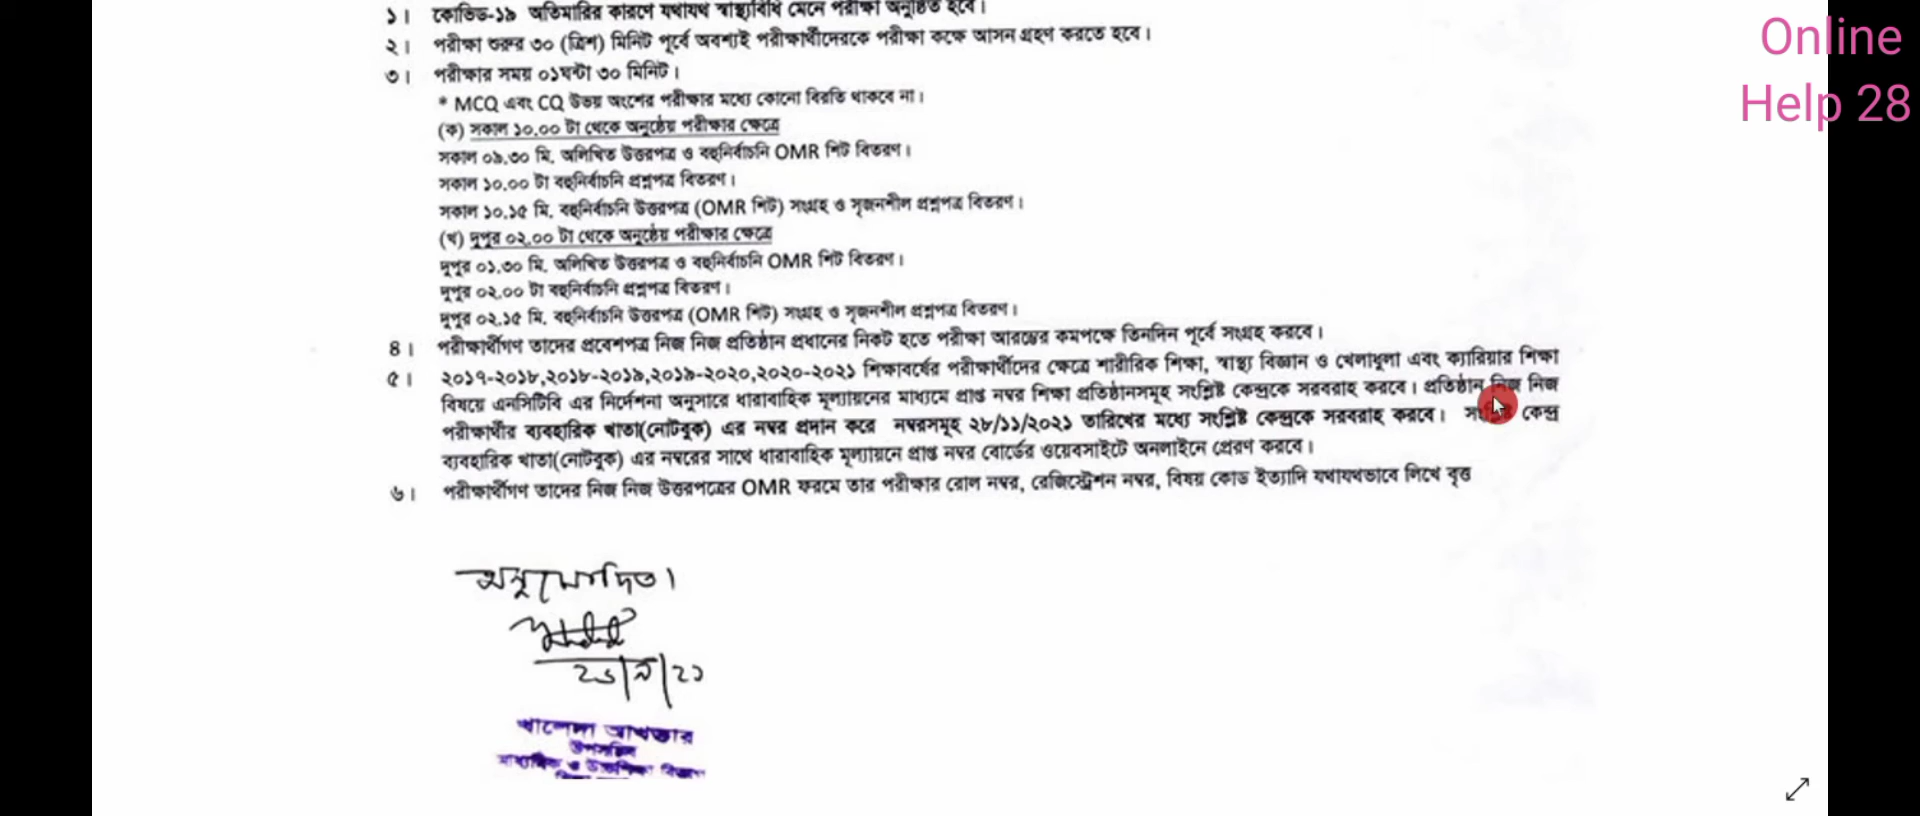 ১। কোভিড-১৯ অতিমারির কারণে যথাযথ স্বাস্থ্যবিধি মেনে পরীক্ষা অনুষ্ঠিত হবে।
২। পরীক্ষা শুরুর ৩০ (ত্রিশ) মিনিট পূর্বে অবশ্যই পরীক্ষার্থীদেরকে পরীক্ষা কক্ষে আসন গ্রহণ করতে হবে।
৩। পরীক্ষার সময় ০১ঘন্টা ৩০ মিনিট।
* MCQ এবং CQ উভয় অংশের পরীক্ষার মধ্যে কোনো বিরতি থাকবে না।
(ক) সকাল ১০.০০ টা থেকে অনুষ্ঠেয় পরীক্ষার ক্ষেত্রে
সকাল ০৯.৩০ মি. অলিখিত উত্তরপত্র ও বহুনির্বাচনি OMR শিট বিতরণ।
সকাল ১০.০০ টা বহুনির্বাচনি প্রশ্নপত্র বিতরণ।
সকাল ১০.১৫ মি. বহুনির্বাচনি উত্তরপত্র (OMR শিট) সংগ্রহ ও সৃজনশীল প্রশ্নপত্র বিতরণ।
(খ) দুপুর ০২.০০ টা থেকে অনুষ্ঠেয় পরীক্ষার ক্ষেত্রে
দুপুর ০১.৩০ মি. অলিখিত উত্তরপত্র ও বহুনির্বাচনি OMR শিট বিতরণ।
দুপুর ০২.০০ টা বহুনির্বাচনি প্রশ্নপত্র বিতরণ।
দুপুর ০২.১৫ মি. বহুনির্বাচনি উত্তরপত্র (OMR শিট) সংগ্রহ ও সৃজনশীল প্রশ্নপত্র বিতরণ।
৪। পরীক্ষার্থীগণ তাদের প্রবেশপত্র নিজ নিজ প্রতিষ্ঠান প্রধানের নিকট হতে পরীক্ষা আরম্ভের কমপক্ষে তিনদিন পূর্বে সংগ্রহ করবে।
৫। ২০১৭-২০১৮,২০১৮-২০১৯,২০১৯-২০২০,২০২০-২০২১ শিক্ষাবর্ষের পরীক্ষার্থীদের ক্ষেত্রে শারীরিক শিক্ষা, স্বাস্থ্য বিজ্ঞান ও খেলাধুলা এবং ক্যারিয়ার শিক্ষা
বিষয়ে এনসিটিবি এর নির্দেশনা অনুসারে ধারাবাহিক মূল্যায়নের মাধ্যমে প্রাপ্ত নম্বর শিক্ষা প্রতিষ্ঠানসমূহ সংশ্লিষ্ট কেন্দ্রকে সরবরাহ করবে। প্রতিষ্ঠান নিজ নিজ
পরীক্ষার্থীর ব্যবহারিক খাতা(নোটবুক) এর নম্বর প্রদান করে নম্বরসমূহ ২৮/১১/২০২১ তারিখের মধ্যে সংশ্লিষ্ট কেন্দ্রকে সরবরাহ করবে। সংশ্লিষ্ট কেন্দ্র
ব্যবহারিক খাতা(নোটবুক) এর নম্বরের সাথে ধারাবাহিক মূল্যায়নে প্রাপ্ত নম্বর বোর্ডের ওয়েবসাইটে অনলাইনে প্রেরণ করবে।
৬। পরীক্ষার্থীগণ তাদের নিজ নিজ উত্তরপত্রের OMR ফরমে তার পরীক্ষার রোল নম্বর, রেজিস্ট্রেশন নম্বর, বিষয় কোড ইত্যাদি যথাযথভাবে লিখে বৃত্ত
অনুমোদিত।
খালেদা আখতার
উপসচিব
মাধ্যমিক ও উচ্চশিক্ষা বিভাগ
Online
Help 28